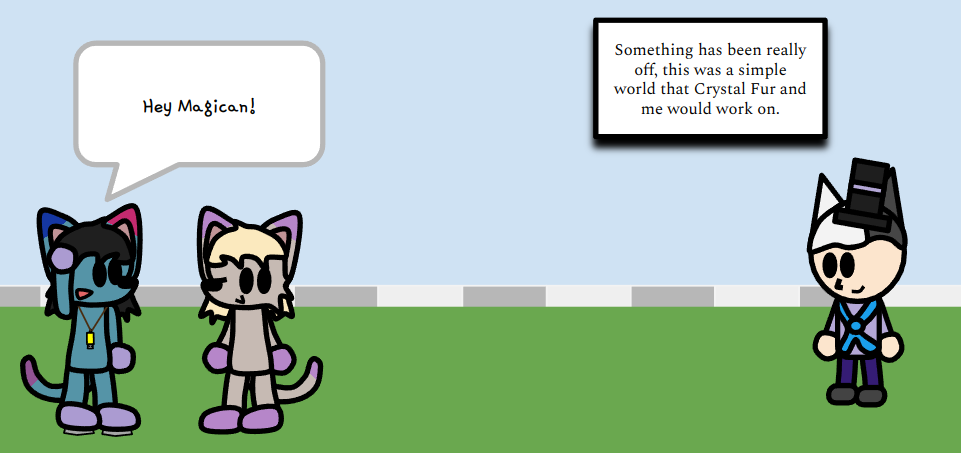 Hey Magican!
Something has been really
off, this was a simple
world that Crystal Fur and
me would work on.